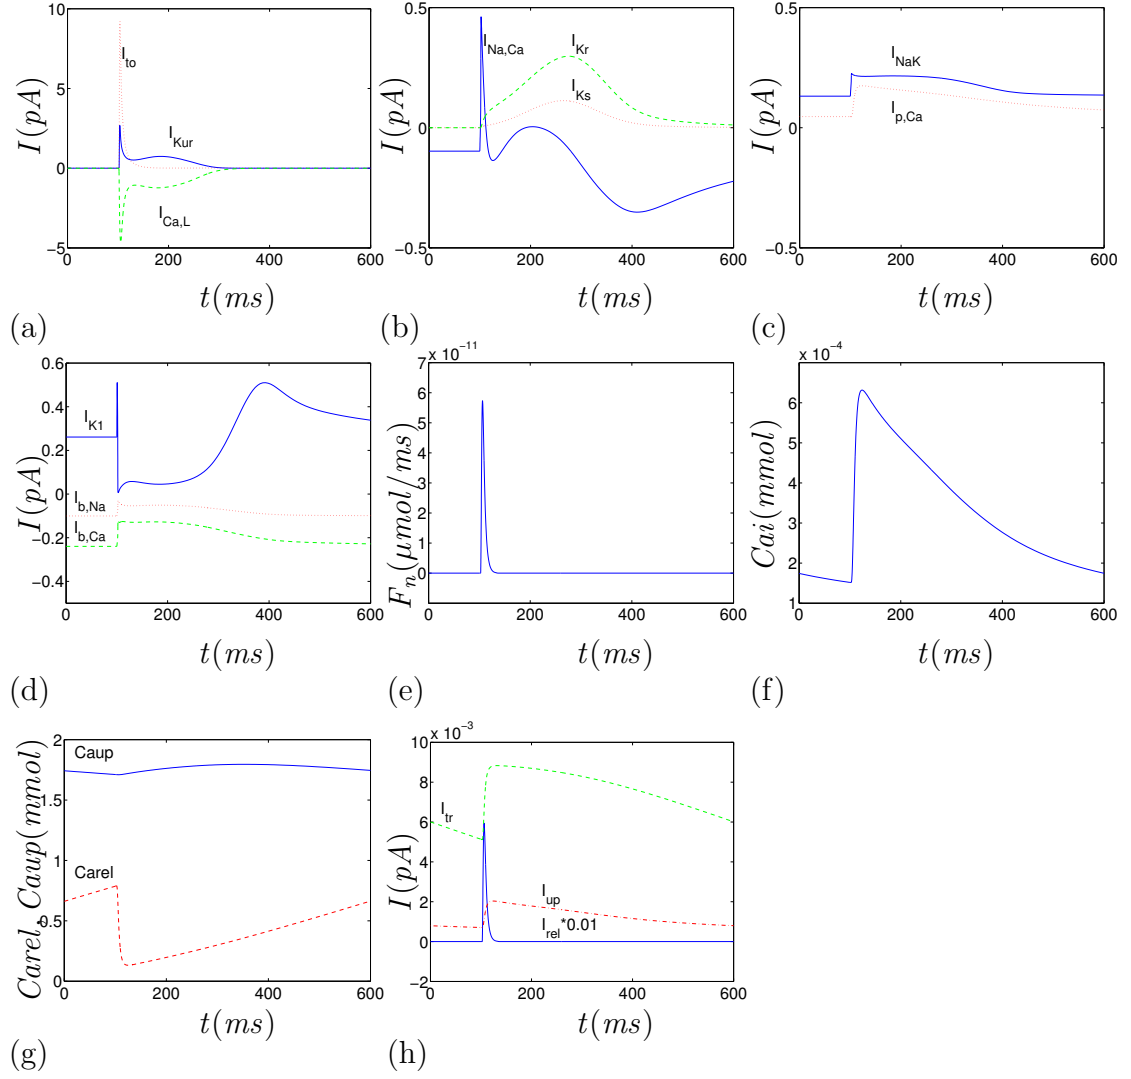 10
5
0
−5
0 200 400 600
I(pA)
t(ms)
I_to
I_Kur
I_Ca,L
(a)
0.5
0
−0.5
0 200 400 600
I(pA)
t(ms)
I_Na,Ca
I_Kr
I_Ks
(b)
0.5
0
−0.5
0 200 400 600
I(pA)
t(ms)
I_NaK
I_p,Ca
(c)
0.6
0.4
0.2
0
−0.2
−0.4
0 200 400 600
I(pA)
t(ms)
I_K1
I_b,Na
I_b,Ca
(d)
x 10^−11
7
6
5
4
3
2
1
0
0 200 400 600
F_n(μmol/ms)
t(ms)
(e)
x 10^−4
6
5
4
3
2
1
0 200 400 600
Cai(mmol)
t(ms)
(f)
2
1.5
1
0.5
0
0 200 400 600
Carel, Caup(mmol)
t(ms)
Caup
Carel
(g)
x 10^−3
10
8
6
4
2
0
−2
0 200 400 600
I(pA)
t(ms)
I_tr
I_up
I_rel*0.01
(h)